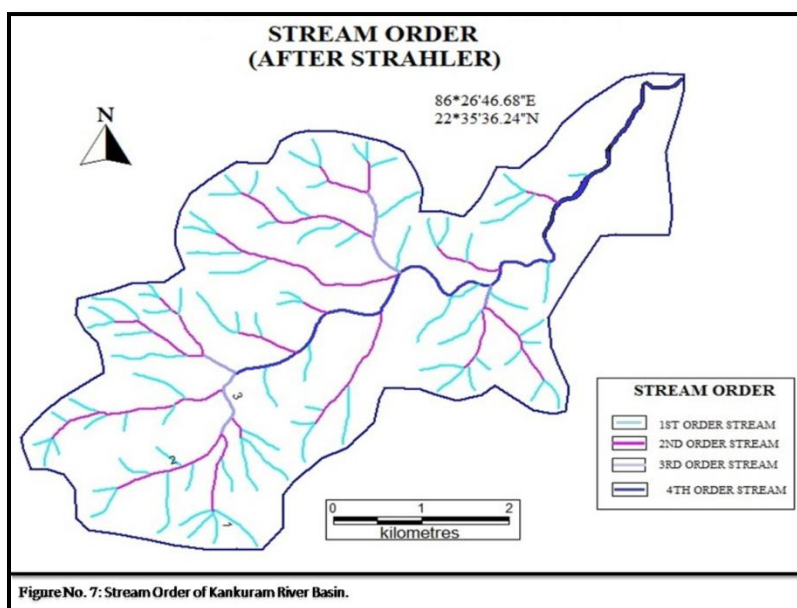 STREAM ORDER
(AFTER STRAHLER)
86*26'46.68"E
22*35'36.24"N
N
3
2
1
STREAM ORDER
1ST ORDER STREAM
2ND ORDER STREAM
3RD ORDER STREAM
4TH ORDER STREAM
0 1 2
kilometres
Figure No. 7: Stream Order of Kankuram River Basin.